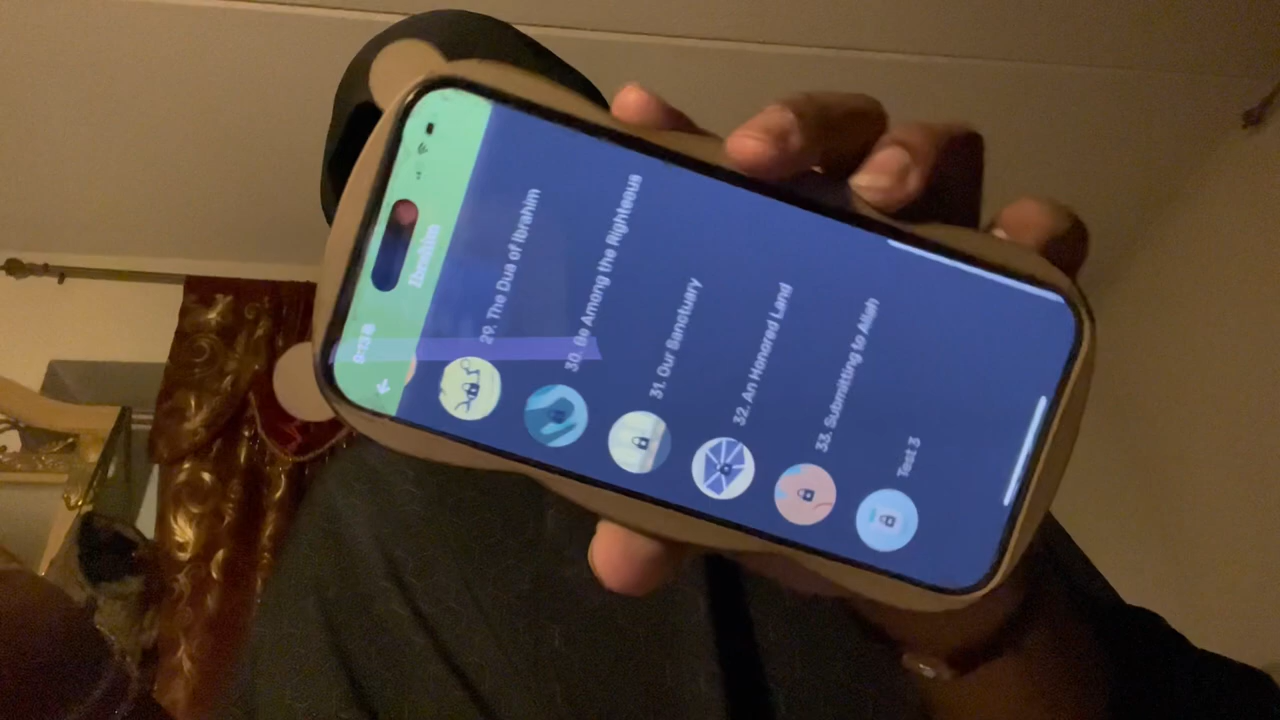 Ibrahim
29. The Dua of Ibrahim
30. Be Among the Righteous
31. Our Sanctuary
32. An Honored Land
33. Submitting to Allah
Test 3